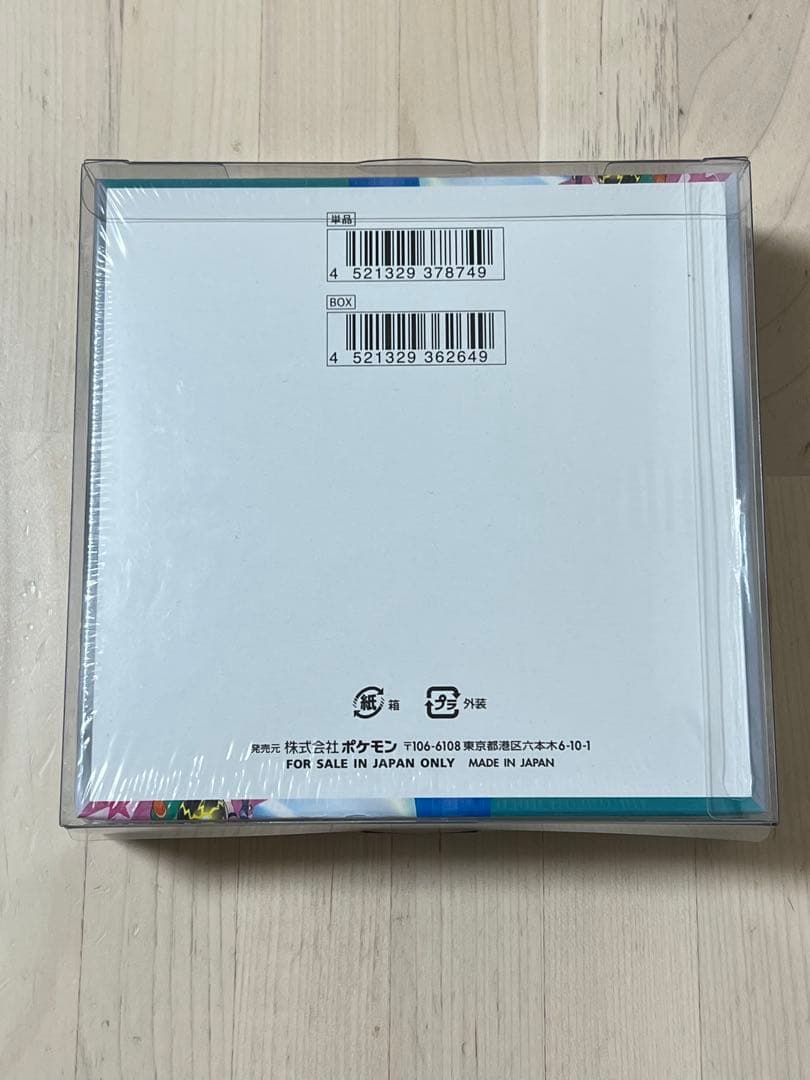 単品
4 521329 378749
BOX
4 521329 362649
紙 箱 プラ 外装
発売元 株式会社ポケモン 〒106-6108 東京都港区六本木6-10-1
FOR SALE IN JAPAN ONLY MADE IN JAPAN